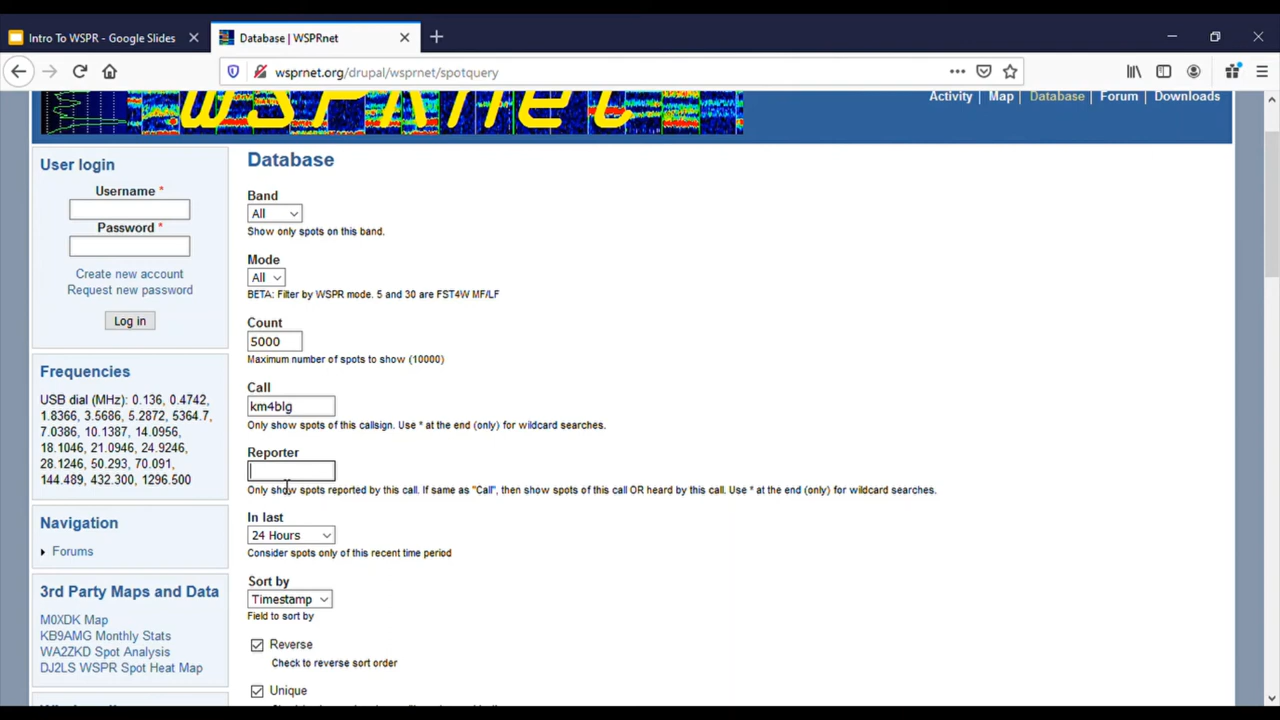 Intro To WSPR - Google Slides
Database | WSPRnet
wsprnet.org/drupal/wsprnet/spotquery
WSPRnet
Activity Map Database Forum Downloads
User login
Username *
Password *
Create new account
Request new password
Log in
Frequencies
USB dial (MHz): 0.136, 0.4742,
1.8366, 3.5686, 5.2872, 5364.7,
7.0386, 10.1387, 14.0956,
18.1046, 21.0946, 24.9246,
28.1246, 50.293, 70.091,
144.489, 432.300, 1296.500
Navigation
Forums
3rd Party Maps and Data
M0XDK Map
KB9AMG Monthly Stats
WA2ZKD Spot Analysis
DJ2LS WSPR Spot Heat Map
Database
Band
All
Show only spots on this band.
Mode
All
BETA: Filter by WSPR mode. 5 and 30 are FST4W MF/LF
Count
5000
Maximum number of spots to show (10000)
Call
km4blg
Only show spots of this callsign. Use * at the end (only) for wildcard searches.
Reporter
Only show spots reported by this call. If same as "Call", then show spots of this call OR heard by this call. Use * at the end (only) for wildcard searches.
In last
24 Hours
Consider spots only of this recent time period
Sort by
Timestamp
Field to sort by
Reverse
Check to reverse sort order
Unique